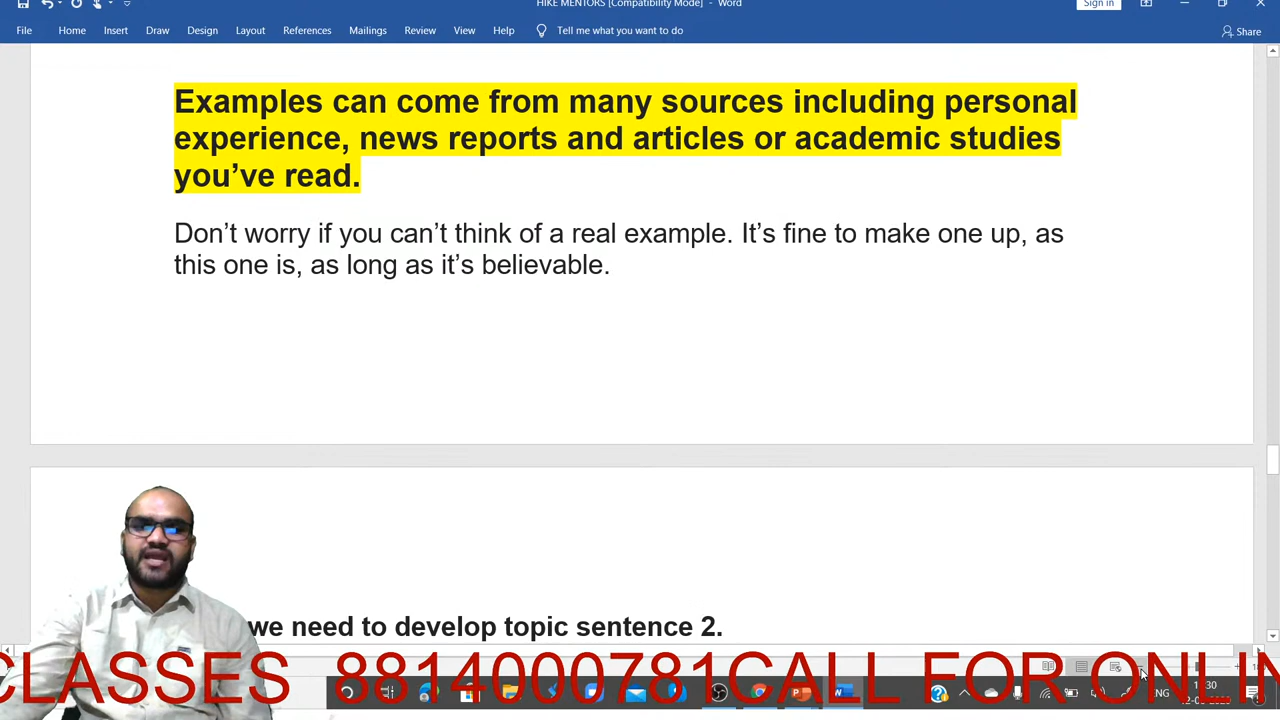 HIKE MENTORS [Compatibility Mode] - Word
Sign in
File Home Insert Draw Design Layout References Mailings Review View Help Tell me what you want to do Share
Examples can come from many sources including personal
experience, news reports and articles or academic studies
you’ve read.
Don’t worry if you can’t think of a real example. It’s fine to make one up, as
this one is, as long as it’s believable.
we need to develop topic sentence 2.
CLASSES 8814000781CALL FOR ONLIN
ENG